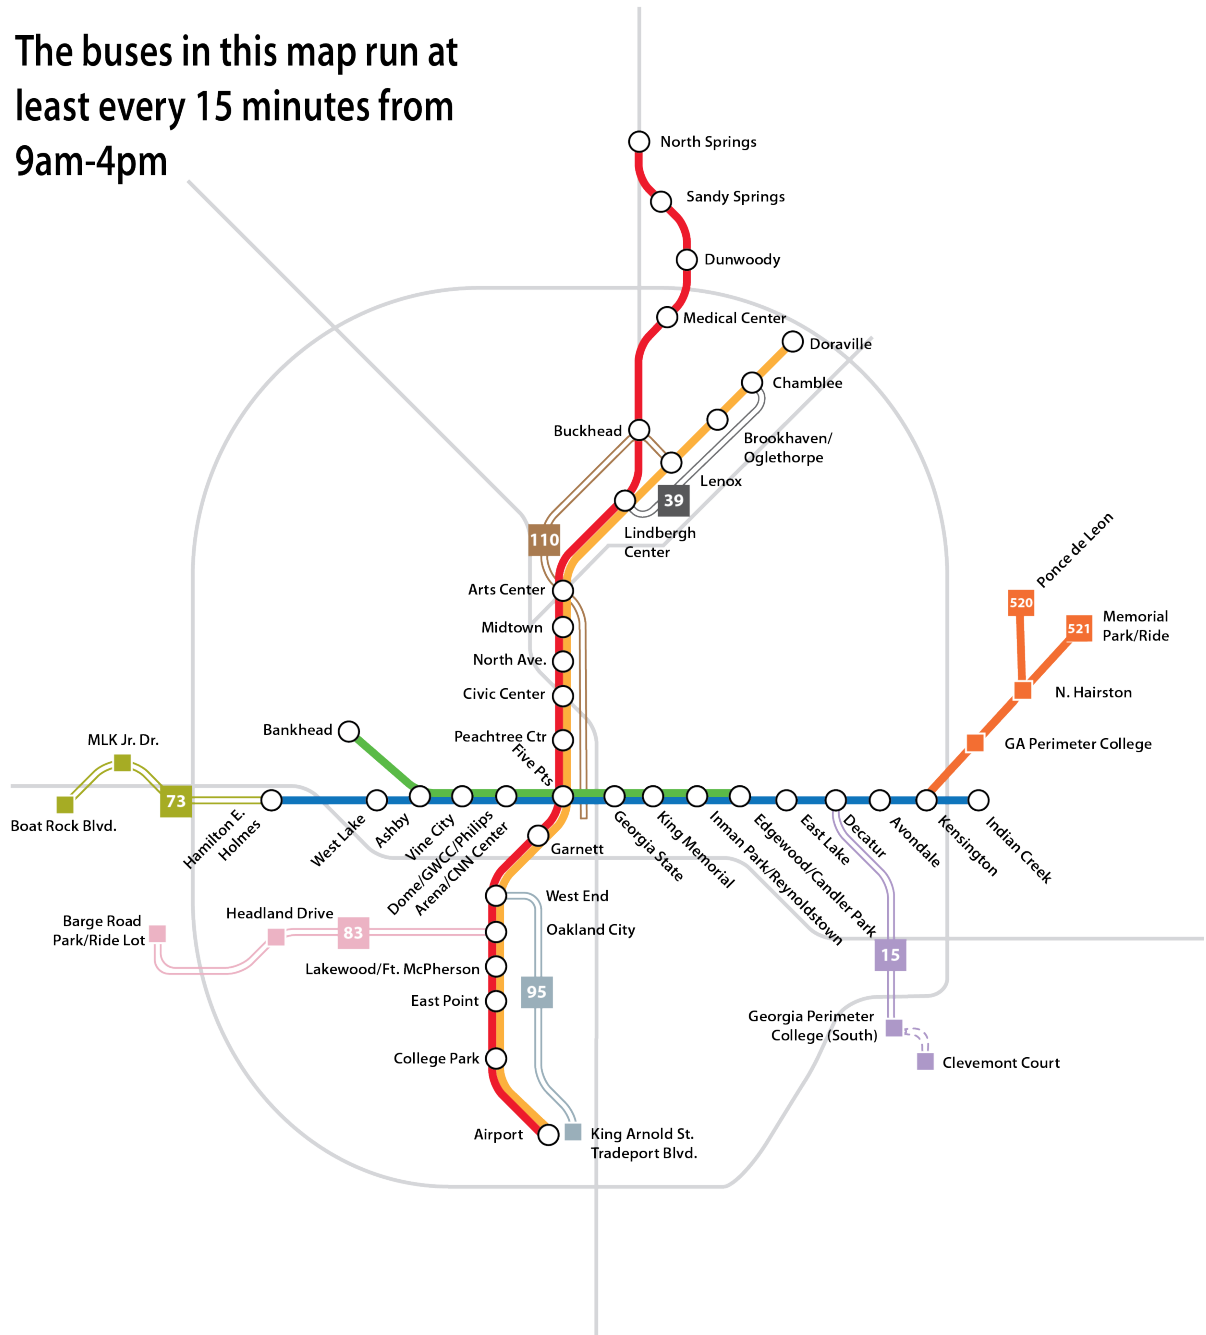 The buses in this map run at
least every 15 minutes from
9am-4pm
North Springs
Sandy Springs
Dunwoody
Medical Center
Doraville
Chamblee
Buckhead
Brookhaven/
Oglethorpe
Lenox
39
Lindbergh
Center
110
Arts Center
Midtown
North Ave.
Civic Center
Peachtree Ctr
Five Pts
Ponce de Leon
520
521
Memorial
Park/Ride
N. Hairston
GA Perimeter College
Bankhead
MLK Jr. Dr.
73
Boat Rock Blvd.
Hamilton E.
Holmes
West Lake
Ashby
Vine City
Dome/GWCC/Philips
Arena/CNN Center
Georgia State
King Memorial
Inman Park/Reynoldstown
Edgewood/Candler Park
East Lake
Decatur
Avondale
Kensington
Indian Creek
Garnett
West End
Oakland City
Barge Road
Park/Ride Lot
Headland Drive
83
Lakewood/Ft. McPherson
East Point
95
15
Georgia Perimeter
College (South)
Clevemont Court
College Park
Airport
King Arnold St.
Tradeport Blvd.